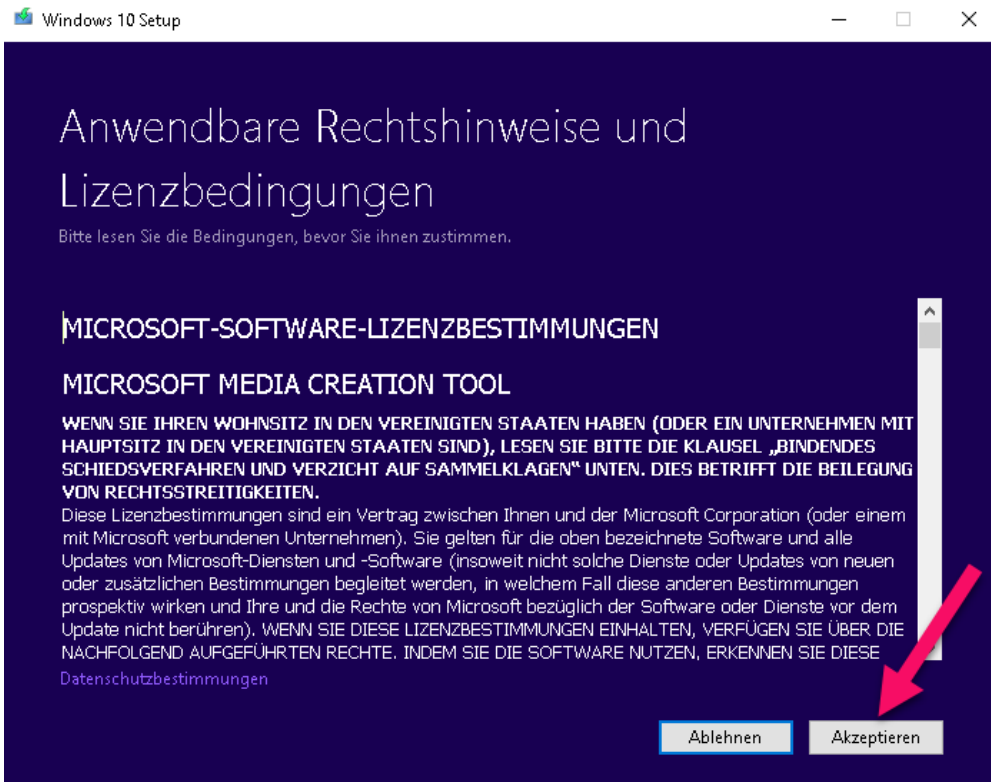 Windows 10 Setup
Anwendbare Rechtshinweise und
Lizenzbedingungen
Bitte lesen Sie die Bedingungen, bevor Sie ihnen zustimmen.
MICROSOFT-SOFTWARE-LIZENZBESTIMMUNGEN
MICROSOFT MEDIA CREATION TOOL
WENN SIE IHREN WOHNSITZ IN DEN VEREINIGTEN STAATEN HABEN (ODER EIN UNTERNEHMEN MIT
HAUPTSITZ IN DEN VEREINIGTEN STAATEN SIND), LESEN SIE BITTE DIE KLAUSEL „BINDENDES
SCHIEDSVERFAHREN UND VERZICHT AUF SAMMELKLAGEN“ UNTEN. DIES BETRIFFT DIE BEILEGUNG
VON RECHTSSTREITIGKEITEN.
Diese Lizenzbestimmungen sind ein Vertrag zwischen Ihnen und der Microsoft Corporation (oder einem
mit Microsoft verbundenen Unternehmen). Sie gelten für die oben bezeichnete Software und alle
Updates von Microsoft-Diensten und -Software (insoweit nicht solche Dienste oder Updates von neuen
oder zusätzlichen Bestimmungen begleitet werden, in welchem Fall diese anderen Bestimmungen
prospektiv wirken und Ihre und die Rechte von Microsoft bezüglich der Software oder Dienste vor dem
Update nicht berühren). WENN SIE DIESE LIZENZBESTIMMUNGEN EINHALTEN, VERFÜGEN SIE ÜBER DIE
NACHFOLGEND AUFGEFÜHRTEN RECHTE. INDEM SIE DIE SOFTWARE NUTZEN, ERKENNEN SIE DIESE
Datenschutzbestimmungen
Ablehnen
Akzeptieren